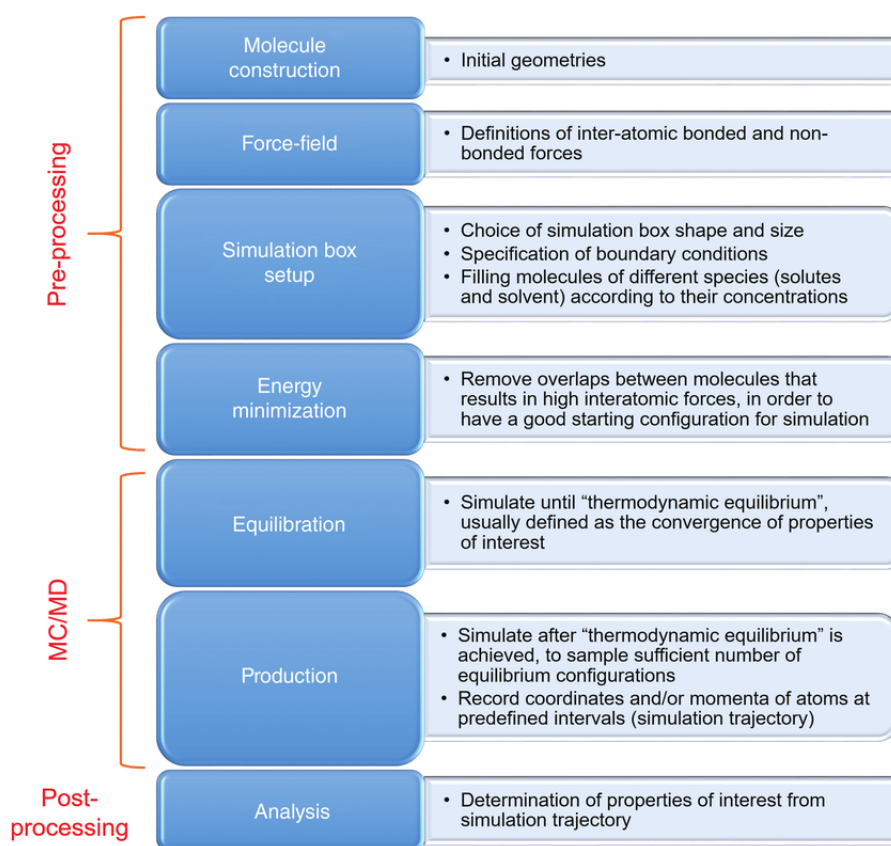 Pre-processing
Molecule
construction
• Initial geometries
Force-field
• Definitions of inter-atomic bonded and non-
bonded forces
Simulation box
setup
• Choice of simulation box shape and size
• Specification of boundary conditions
• Filling molecules of different species (solutes
and solvent) according to their concentrations
Energy
minimization
• Remove overlaps between molecules that
results in high interatomic forces, in order to
have a good starting configuration for simulation
MC/MD
Equilibration
• Simulate until “thermodynamic equilibrium”,
usually defined as the convergence of properties
of interest
Production
• Simulate after “thermodynamic equilibrium” is
achieved, to sample sufficient number of
equilibrium configurations
• Record coordinates and/or momenta of atoms at
predefined intervals (simulation trajectory)
Post-
processing
Analysis
• Determination of properties of interest from
simulation trajectory